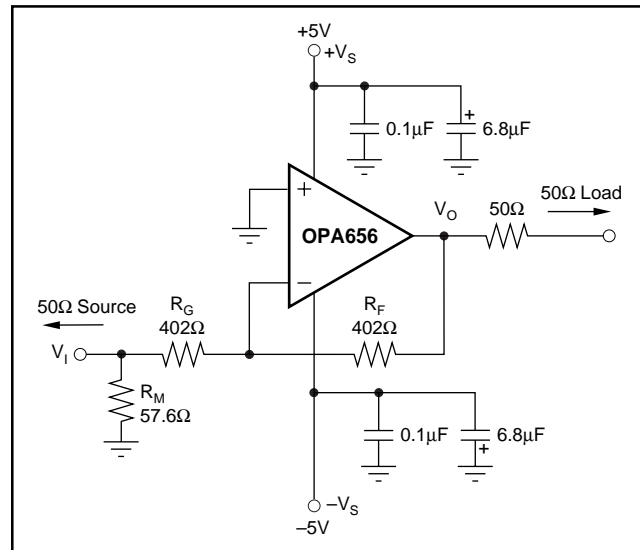 +5V
+V_S
0.1μF
+
6.8μF
+
OPA656
−
V_O
50Ω
50Ω Load
50Ω Source
R_G
402Ω
R_F
402Ω
V_I
R_M
57.6Ω
0.1μF
6.8μF
+
−V_S
−5V